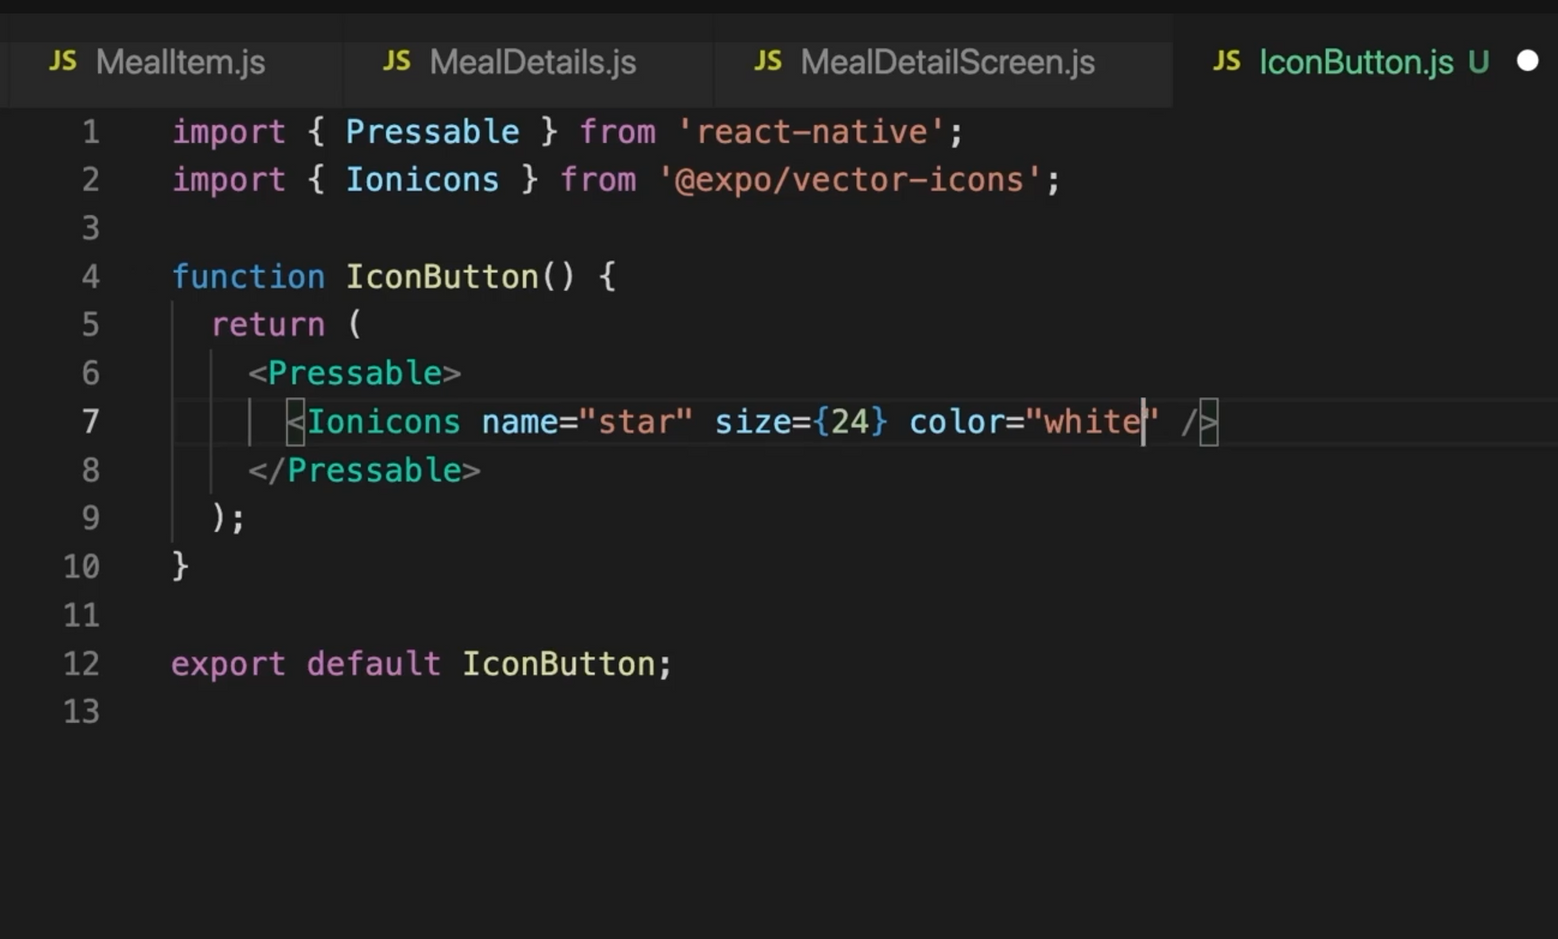 JS MealItem.js JS MealDetails.js JS MealDetailScreen.js JS IconButton.js U
1 import { Pressable } from 'react-native';
2 import { Ionicons } from '@expo/vector-icons';
3
4 function IconButton() {
5 return (
6 <Pressable>
7 <Ionicons name="star" size={24} color="white" />
8 </Pressable>
9 );
10 }
11
12 export default IconButton;
13